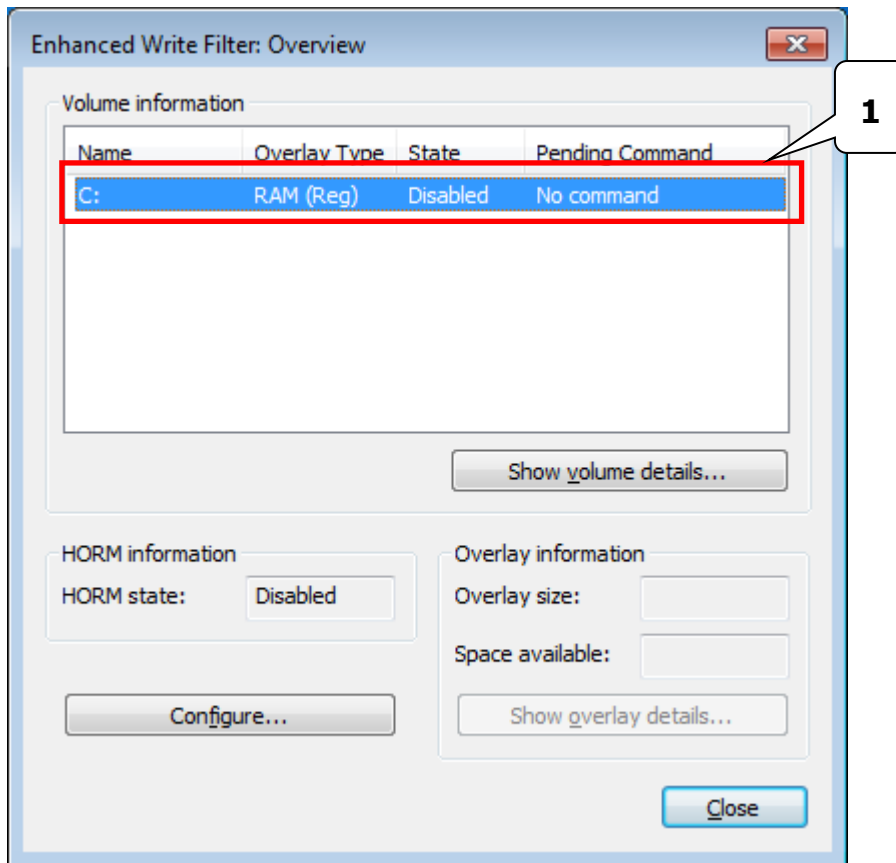 Enhanced Write Filter: Overview
1
Volume information
Name Overlay Type State Pending Command
C: RAM (Reg) Disabled No command
Show volume details...
HORM information
HORM state: Disabled
Overlay information
Overlay size:
Space available:
Configure...
Show overlay details...
Close